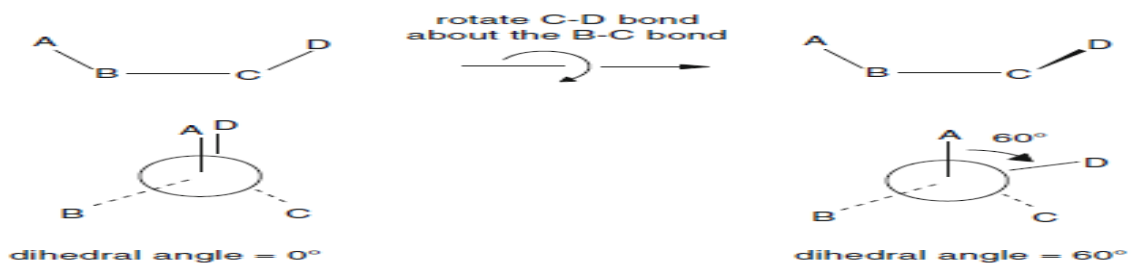 rotate C-D bond
about the B-C bond
A
B
C
D
A
B
C
D
A D
B
C
A
60°
D
B
C
dihedral angle = 0°
dihedral angle = 60°